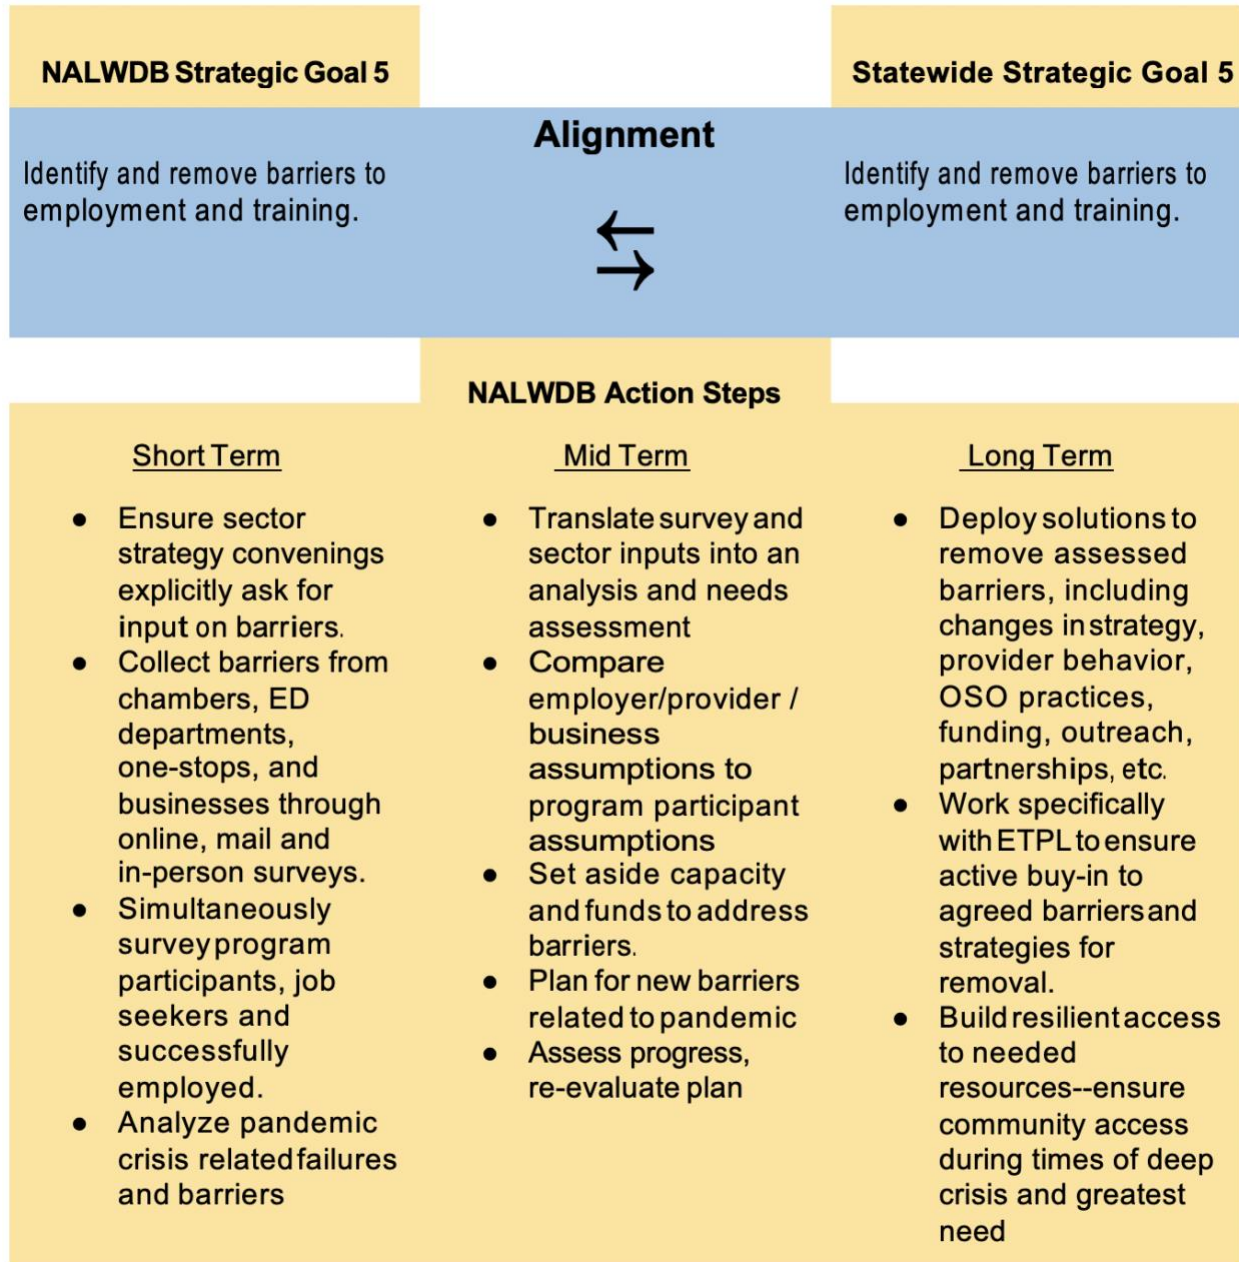 NALWDB Strategic Goal 5
Statewide Strategic Goal 5
Alignment
Identify and remove barriers to
employment and training.
Identify and remove barriers to
employment and training.
NALWDB Action Steps
Short Term
● Ensure sector
strategy convenings
explicitly ask for
input on barriers.
● Collect barriers from
chambers, ED
departments,
one-stops, and
businesses through
online, mail and
in-person surveys.
● Simultaneously
survey program
participants, job
seekers and
successfully
employed.
● Analyze pandemic
crisis related failures
and barriers
Mid Term
● Translate survey and
sector inputs into an
analysis and needs
assessment
● Compare
employer/provider /
business
assumptions to
program participant
assumptions
● Set aside capacity
and funds to address
barriers.
● Plan for new barriers
related to pandemic
● Assess progress,
re-evaluate plan
Long Term
● Deploy solutions to
remove assessed
barriers, including
changes in strategy,
provider behavior,
OSO practices,
funding, outreach,
partnerships, etc.
● Work specifically
with ETPL to ensure
active buy-in to
agreed barriers and
strategies for
removal.
● Build resilient access
to needed
resources--ensure
community access
during times of deep
crisis and greatest
need